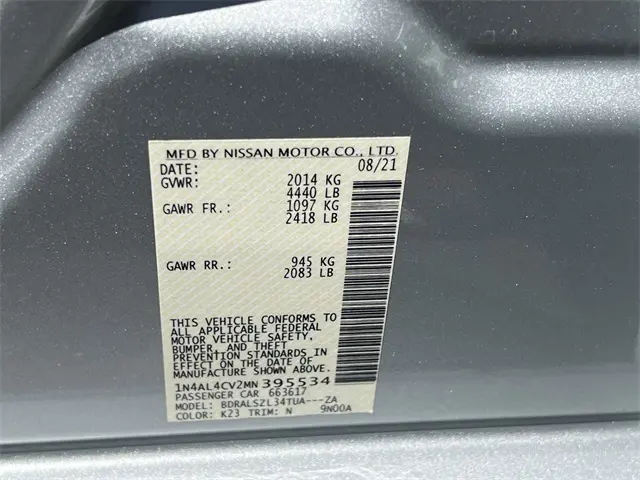 MFD BY NISSAN MOTOR CO., LTD.
DATE: 08/21
GVWR: 2014 KG
4440 LB
GAWR FR.: 1097 KG
2418 LB
GAWR RR.: 945 KG
2083 LB
THIS VEHICLE CONFORMS TO
ALL APPLICABLE FEDERAL
MOTOR VEHICLE SAFETY,
BUMPER, AND THEFT
PREVENTION STANDARDS IN
EFFECT ON THE DATE OF
MANUFACTURE SHOWN ABOVE.
1N4AL4CV2MN395534
PASSENGER CAR 663617
MODEL: BDRALSZL34TUA---ZA
COLOR: K23 TRIM: N 9N00A